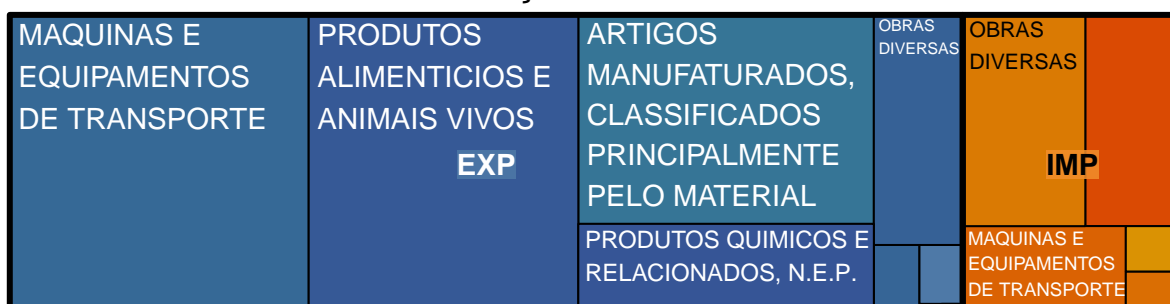 MAQUINAS E
EQUIPAMENTOS
DE TRANSPORTE
PRODUTOS
ALIMENTICIOS E
ANIMAIS VIVOS
EXP
ARTIGOS
MANUFATURADOS,
CLASSIFICADOS
PRINCIPALMENTE
PELO MATERIAL
PRODUTOS QUIMICOS E
RELACIONADOS, N.E.P.
OBRAS
DIVERSAS
OBRAS
DIVERSAS
IMP
MAQUINAS E
EQUIPAMENTOS
DE TRANSPORTE